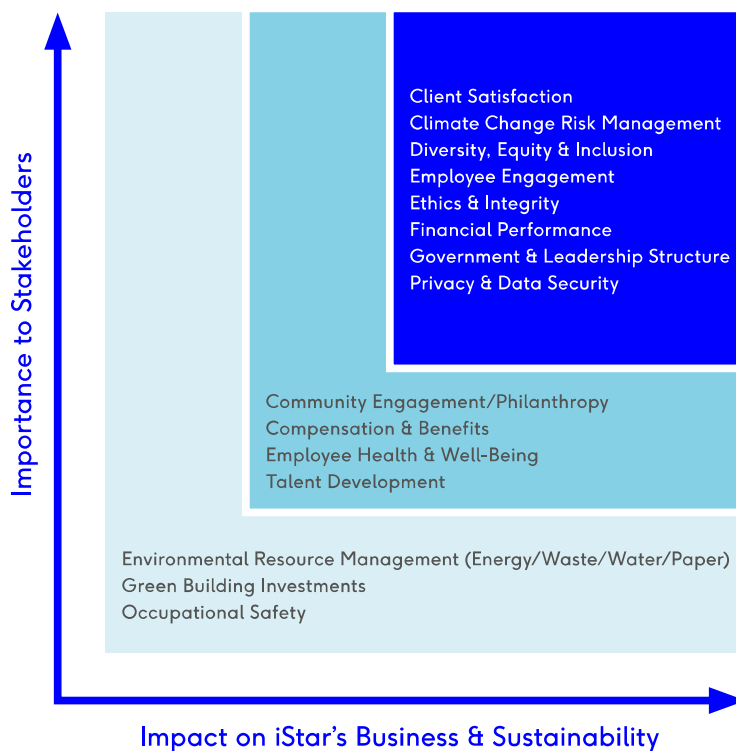 Importance to Stakeholders
Client Satisfaction
Climate Change Risk Management
Diversity, Equity & Inclusion
Employee Engagement
Ethics & Integrity
Financial Performance
Government & Leadership Structure
Privacy & Data Security
Community Engagement/Philanthropy
Compensation & Benefits
Employee Health & Well-Being
Talent Development
Environmental Resource Management (Energy/Waste/Water/Paper)
Green Building Investments
Occupational Safety
Impact on iStar's Business & Sustainability